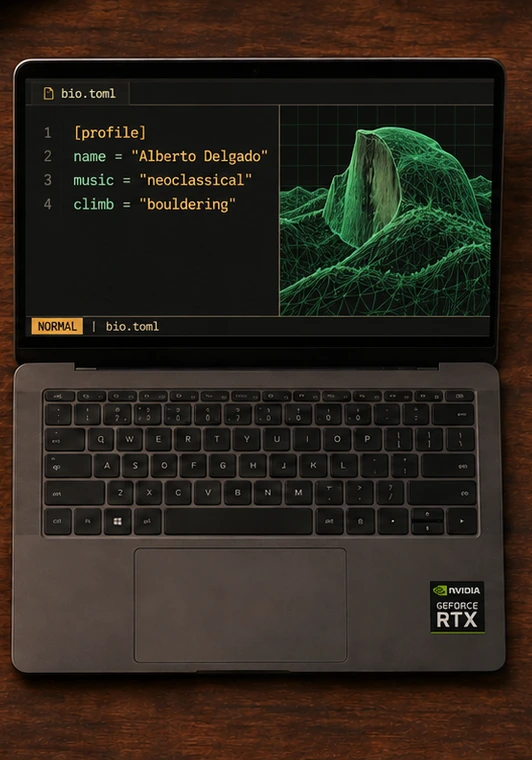 bio.toml
1 [profile]
2 name = "Alberto Delgado"
3 music = "neoclassical"
4 climb = "bouldering"
NORMAL | bio.toml
Q W E R T Y U I O P
A S D F G H J K L
Z X C V B N M
NVIDIA
GEFORCE
RTX